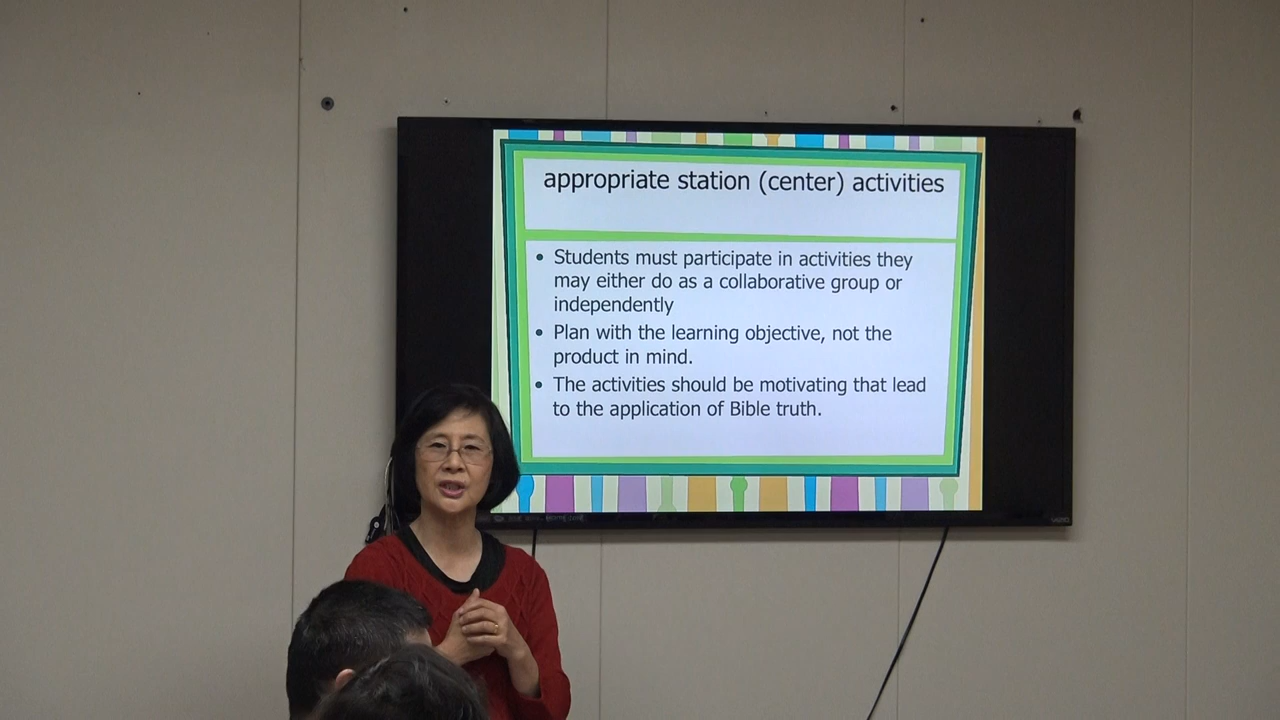 appropriate station (center) activities
• Students must participate in activities they
may either do as a collaborative group or
independently
• Plan with the learning objective, not the
product in mind.
• The activities should be motivating that lead
to the application of Bible truth.
VIZIO